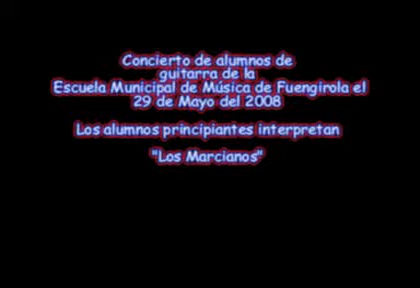 Concierto de alumnos de
guitarra de la
Escuela Municipal de Música de Fuengirola el
29 de Mayo del 2008
Los alumnos principiantes interpretan
"Los Marcianos"